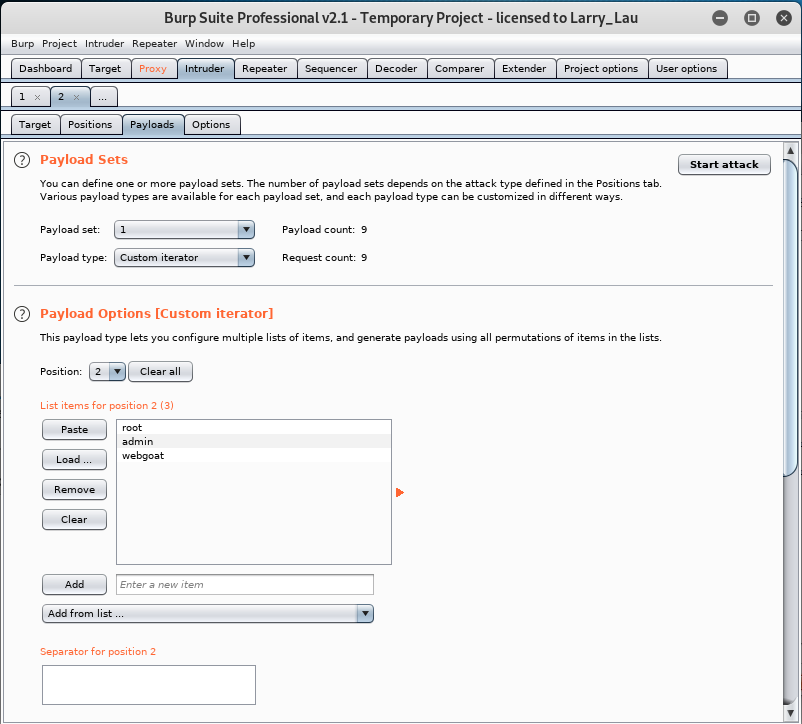 Burp Suite Professional v2.1 - Temporary Project - licensed to Larry_Lau
Burp Project Intruder Repeater Window Help
Dashboard Target Proxy Intruder Repeater Sequencer Decoder Comparer Extender Project options User options
1 × 2 × ...
Target Positions Payloads Options
? Payload Sets
Start attack
You can define one or more payload sets. The number of payload sets depends on the attack type defined in the Positions tab.
Various payload types are available for each payload set, and each payload type can be customized in different ways.
Payload set: 1 Payload count: 9
Payload type: Custom iterator Request count: 9
? Payload Options [Custom iterator]
This payload type lets you configure multiple lists of items, and generate payloads using all permutations of items in the lists.
Position: 2 Clear all
List items for position 2 (3)
Paste root
admin
Load ... webgoat
Remove
Clear
Add Enter a new item
Add from list ...
Separator for position 2